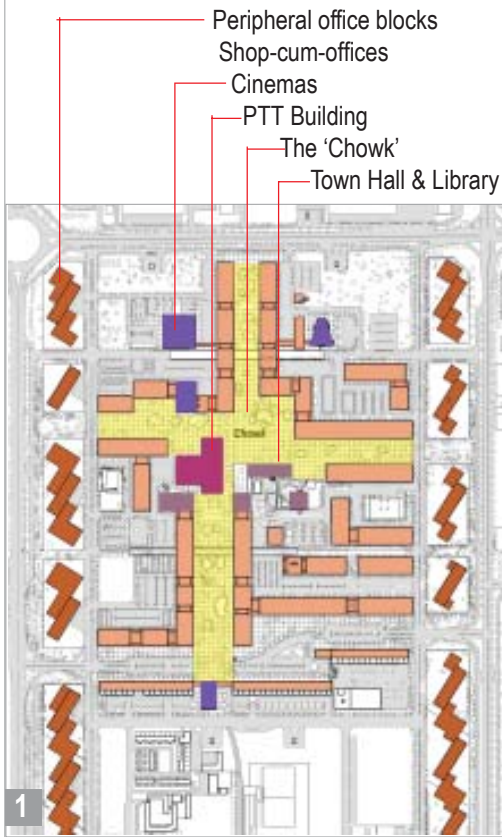 Peripheral office blocks
Shop-cum-offices
Cinemas
PTT Building
The ‘Chowk’
Town Hall & Library
Chowk
1